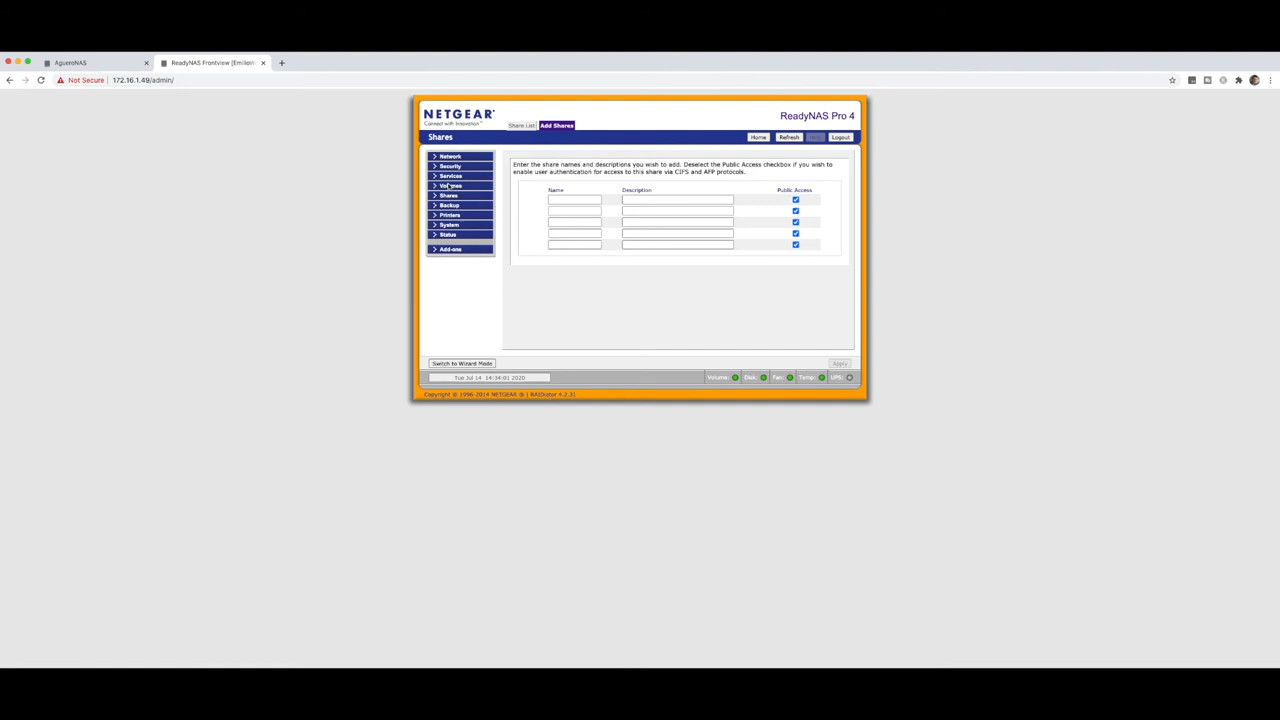 AgueroNAS
ReadyNAS Frontview [Emilion
Not Secure
172.16.1.49/admin/
NETGEAR®
Connect with Innovation™
Share List
Add Shares
ReadyNAS Pro 4
Shares
Home
Refresh
Logout
Network
Security
Services
Volumes
Shares
Backup
Printers
System
Status
Add-ons
Enter the share names and descriptions you wish to add. Deselect the Public Access checkbox if you wish to
enable user authentication for access to this share via CIFS and AFP protocols.
Name
Description
Public Access
Switch to Wizard Mode
Apply
Tue Jul 14 14:34:01 2020
Volume:
Disk:
Fan:
Temp:
UPS:
Copyright © 1996-2014 NETGEAR ® | RAIDiator 4.2.31